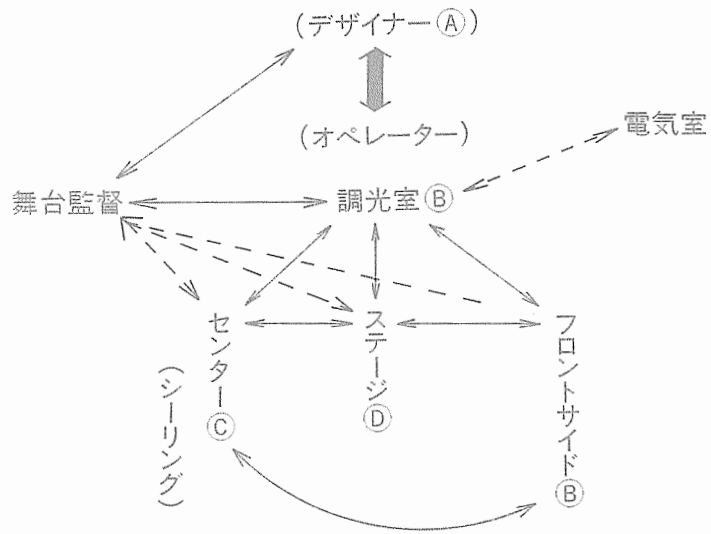 (デザイナーⒶ)
(オペレーター)
電気室
舞台監督
調光室Ⓑ
センターⒸ
(シーリング)
ステージⒹ
フロントサイドⒷ